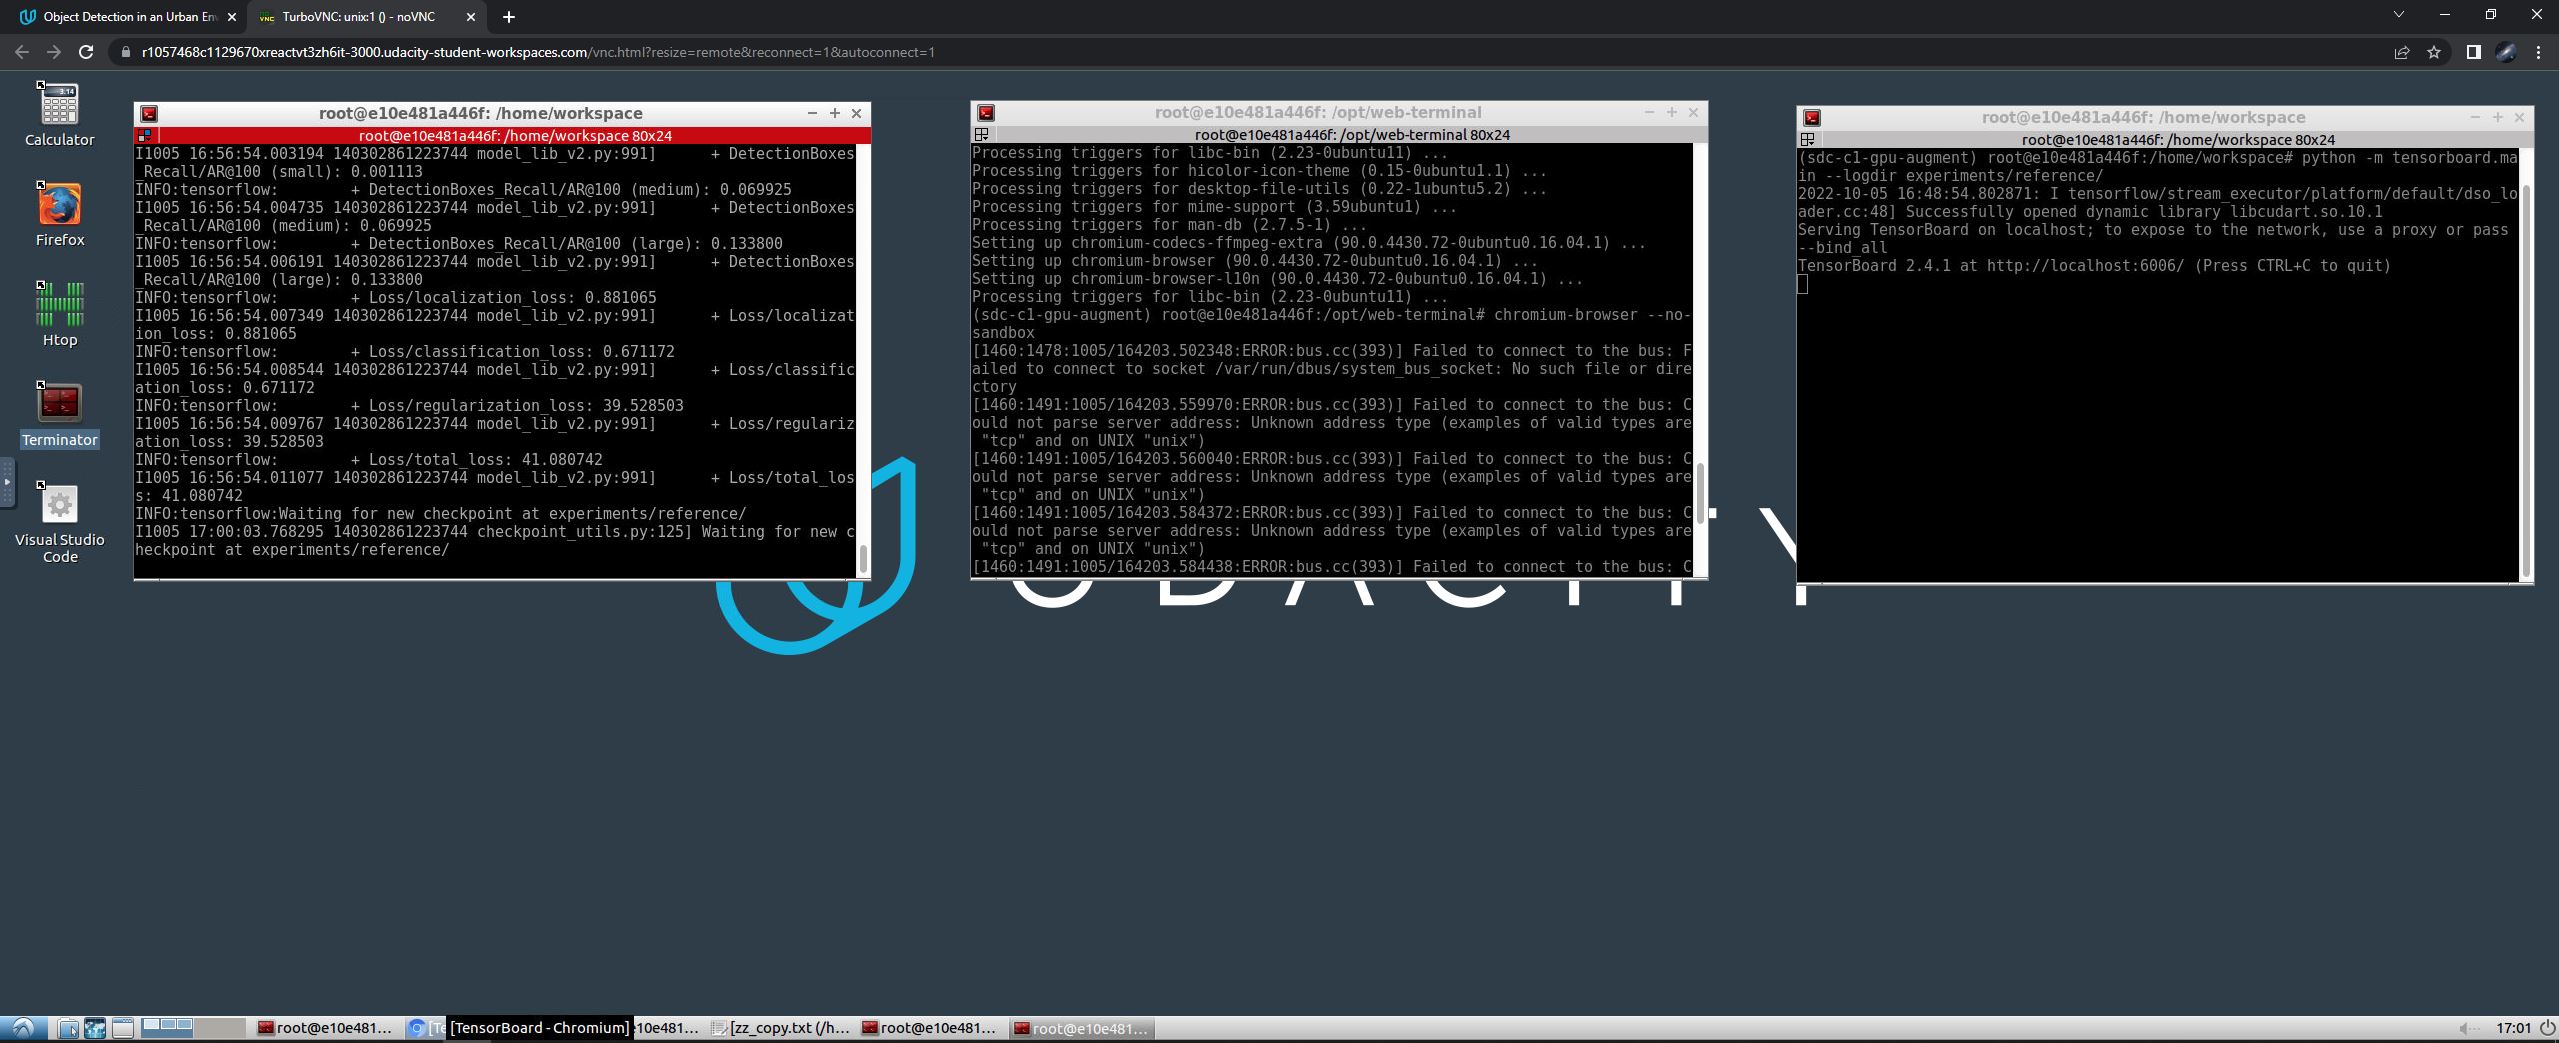 Object Detection in an Urban En
TurboVNC: unix:1 () - noVNC
r1057468c1129670xreactvt3zh6it-3000.udacity-student-workspaces.com/vnc.html?resize=remote&reconnect=1&autoconnect=1
Calculator
Firefox
Htop
Terminator
Visual Studio
Code
root@e10e481a446f: /home/workspace
root@e10e481a446f: /home/workspace 80x24
I1005 16:56:54.003194 140302861223744 model_lib_v2.py:991]      + DetectionBoxes
_Recall/AR@100 (small): 0.001113
INFO:tensorflow:        + DetectionBoxes_Recall/AR@100 (medium): 0.069925
I1005 16:56:54.004735 140302861223744 model_lib_v2.py:991]      + DetectionBoxes
_Recall/AR@100 (medium): 0.069925
INFO:tensorflow:        + DetectionBoxes_Recall/AR@100 (large): 0.133800
I1005 16:56:54.006191 140302861223744 model_lib_v2.py:991]      + DetectionBoxes
_Recall/AR@100 (large): 0.133800
INFO:tensorflow:        + Loss/localization_loss: 0.881065
I1005 16:56:54.007349 140302861223744 model_lib_v2.py:991]      + Loss/localizat
ion_loss: 0.881065
INFO:tensorflow:        + Loss/classification_loss: 0.671172
I1005 16:56:54.008544 140302861223744 model_lib_v2.py:991]      + Loss/classific
ation_loss: 0.671172
INFO:tensorflow:        + Loss/regularization_loss: 39.528503
I1005 16:56:54.009767 140302861223744 model_lib_v2.py:991]      + Loss/regulariz
ation_loss: 39.528503
INFO:tensorflow:        + Loss/total_loss: 41.080742
I1005 16:56:54.011077 140302861223744 model_lib_v2.py:991]      + Loss/total_los
s: 41.080742
INFO:tensorflow:Waiting for new checkpoint at experiments/reference/
I1005 17:00:03.768295 140302861223744 checkpoint_utils.py:125] Waiting for new c
heckpoint at experiments/reference/
root@e10e481a446f: /opt/web-terminal
root@e10e481a446f: /opt/web-terminal 80x24
Processing triggers for libc-bin (2.23-0ubuntu11) ...
Processing triggers for hicolor-icon-theme (0.15-0ubuntu1.1) ...
Processing triggers for desktop-file-utils (0.22-1ubuntu5.2) ...
Processing triggers for mime-support (3.59ubuntu1) ...
Processing triggers for man-db (2.7.5-1) ...
Setting up chromium-codecs-ffmpeg-extra (90.0.4430.72-0ubuntu0.16.04.1) ...
Setting up chromium-browser (90.0.4430.72-0ubuntu0.16.04.1) ...
Setting up chromium-browser-l10n (90.0.4430.72-0ubuntu0.16.04.1) ...
Processing triggers for libc-bin (2.23-0ubuntu11) ...
(sdc-c1-gpu-augment) root@e10e481a446f:/opt/web-terminal# chromium-browser --no-
sandbox
[1460:1478:1005/164203.502348:ERROR:bus.cc(393)] Failed to connect to the bus: F
ailed to connect to socket /var/run/dbus/system_bus_socket: No such file or dire
ctory
[1460:1491:1005/164203.559970:ERROR:bus.cc(393)] Failed to connect to the bus: C
ould not parse server address: Unknown address type (examples of valid types are
"tcp" and on UNIX "unix")
[1460:1491:1005/164203.560040:ERROR:bus.cc(393)] Failed to connect to the bus: C
ould not parse server address: Unknown address type (examples of valid types are
"tcp" and on UNIX "unix")
[1460:1491:1005/164203.584372:ERROR:bus.cc(393)] Failed to connect to the bus: C
ould not parse server address: Unknown address type (examples of valid types are
"tcp" and on UNIX "unix")
[1460:1491:1005/164203.584438:ERROR:bus.cc(393)] Failed to connect to the bus: C
root@e10e481a446f: /home/workspace
root@e10e481a446f: /home/workspace 80x24
(sdc-c1-gpu-augment) root@e10e481a446f:/home/workspace# python -m tensorboard.ma
in --logdir experiments/reference/
2022-10-05 16:48:54.802871: I tensorflow/stream_executor/platform/default/dso_lo
ader.cc:48] Successfully opened dynamic library libcudart.so.10.1
Serving TensorBoard on localhost; to expose to the network, use a proxy or pass
--bind_all
TensorBoard 2.4.1 at http://localhost:6006/ (Press CTRL+C to quit)
UDACITY
root@e10e481...
[Te
[TensorBoard - Chromium]
10e481...
[zz_copy.txt (/h...
root@e10e481...
root@e10e481...
17:01